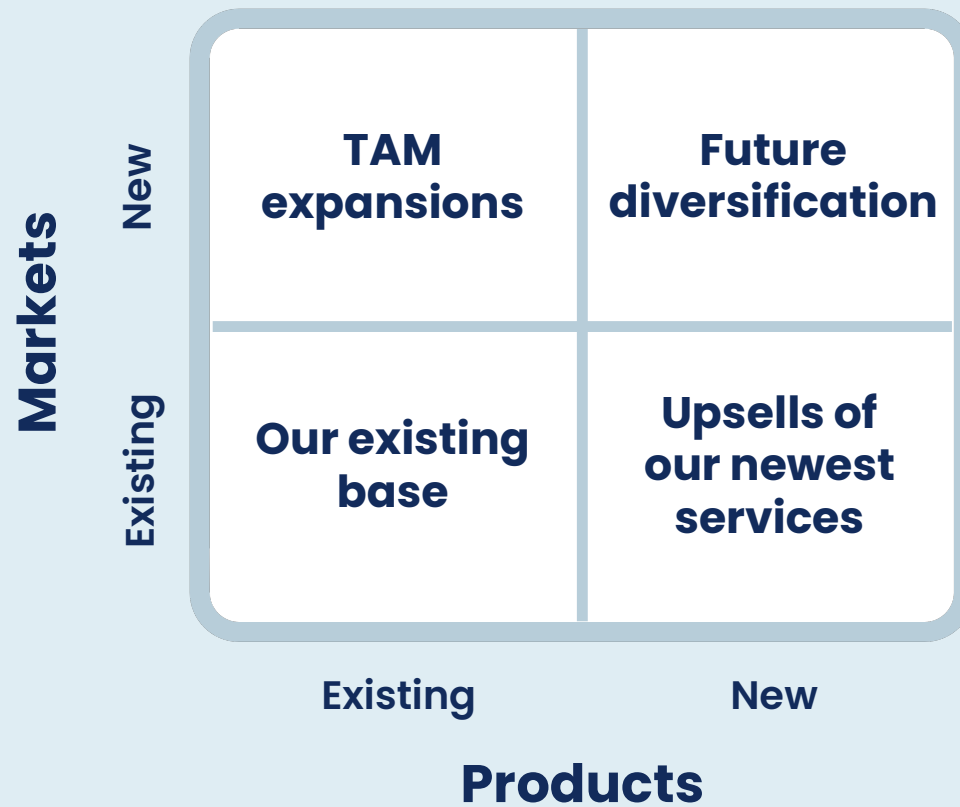 Markets
New
TAM
expansions
Future
diversification
Existing
Our existing
base
Upsells of
our newest
services
Existing
New
Products